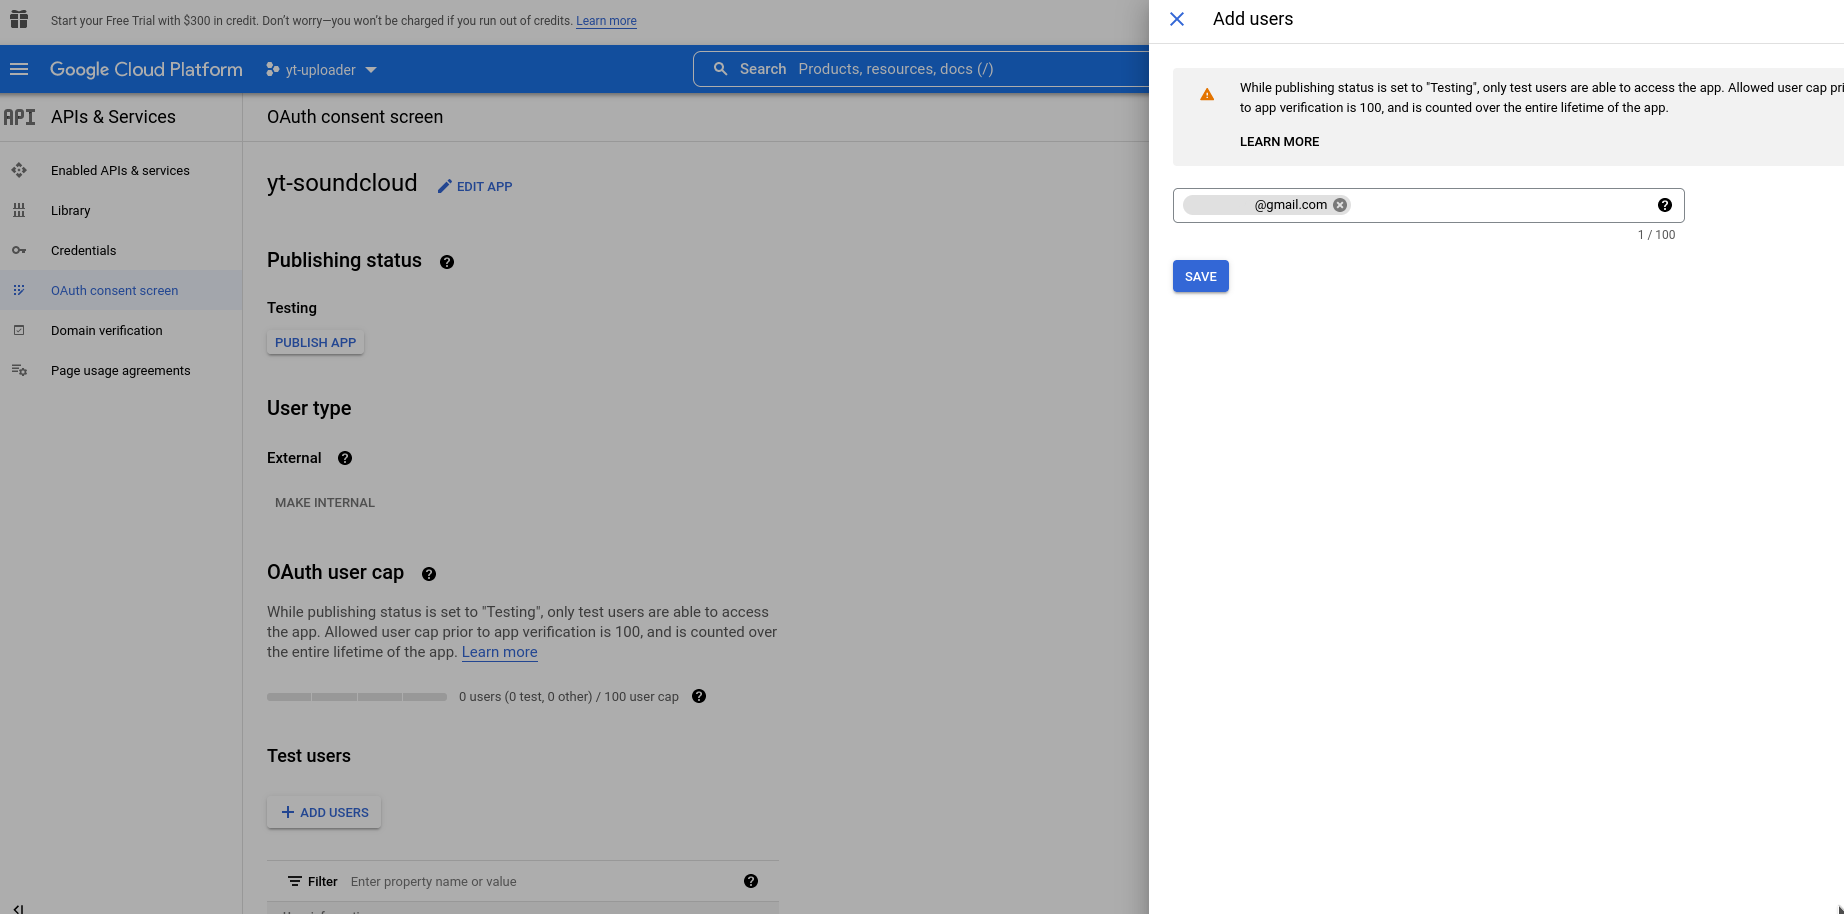 Start your Free Trial with $300 in credit. Don’t worry—you won’t be charged if you run out of credits. Learn more
Google Cloud Platform
yt-uploader
Search Products, resources, docs (/)
API
APIs & Services
Enabled APIs & services
Library
Credentials
OAuth consent screen
Domain verification
Page usage agreements
OAuth consent screen
yt-soundcloud
EDIT APP
Publishing status
Testing
PUBLISH APP
User type
External
MAKE INTERNAL
OAuth user cap
While publishing status is set to "Testing", only test users are able to access
the app. Allowed user cap prior to app verification is 100, and is counted over
the entire lifetime of the app. Learn more
0 users (0 test, 0 other) / 100 user cap
Test users
ADD USERS
Filter Enter property name or value
Add users
While publishing status is set to "Testing", only test users are able to access the app. Allowed user cap pri
to app verification is 100, and is counted over the entire lifetime of the app.
LEARN MORE
@gmail.com
1 / 100
SAVE